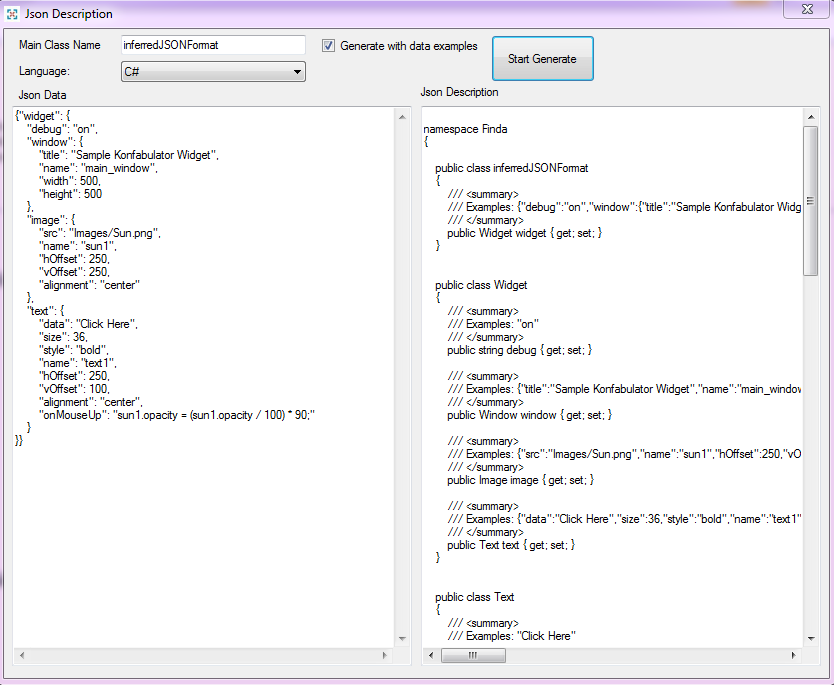 Json Description
Main Class Name inferredJSONFormat Generate with data examples Start Generate
Language: C#
Json Data
{"widget": {
"debug": "on",
"window": {
"title": "Sample Konfabulator Widget",
"name": "main_window",
"width": 500,
"height": 500
},
"image": {
"src": "Images/Sun.png",
"name": "sun1",
"hOffset": 250,
"vOffset": 250,
"alignment": "center"
},
"text": {
"data": "Click Here",
"size": 36,
"style": "bold",
"name": "text1",
"hOffset": 250,
"vOffset": 100,
"alignment": "center",
"onMouseUp": "sun1.opacity = (sun1.opacity / 100) * 90;"
}
}}
Json Description
namespace Finda
{
public class inferredJSONFormat
{
/// <summary>
/// Examples: {"debug":"on","window":{"title":"Sample Konfabulator Widg
/// </summary>
public Widget widget { get; set; }
}
public class Widget
{
/// <summary>
/// Examples: "on"
/// </summary>
public string debug { get; set; }
/// <summary>
/// Examples: {"title":"Sample Konfabulator Widget","name":"main_window
/// </summary>
public Window window { get; set; }
/// <summary>
/// Examples: {"src":"Images/Sun.png","name":"sun1","hOffset":250,"vO
/// </summary>
public Image image { get; set; }
/// <summary>
/// Examples: {"data":"Click Here","size":36,"style":"bold","name":"text1"
/// </summary>
public Text text { get; set; }
}
public class Text
{
/// <summary>
/// Examples: "Click Here"